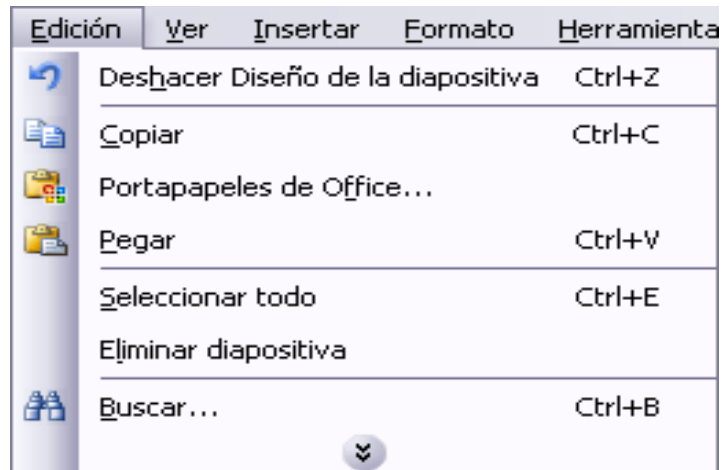 Edición Ver Insertar Formato Herramienta
Deshacer Diseño de la diapositiva Ctrl+Z
Copiar Ctrl+C
Portapapeles de Office...
Pegar Ctrl+V
Seleccionar todo Ctrl+E
Eliminar diapositiva
Buscar... Ctrl+B